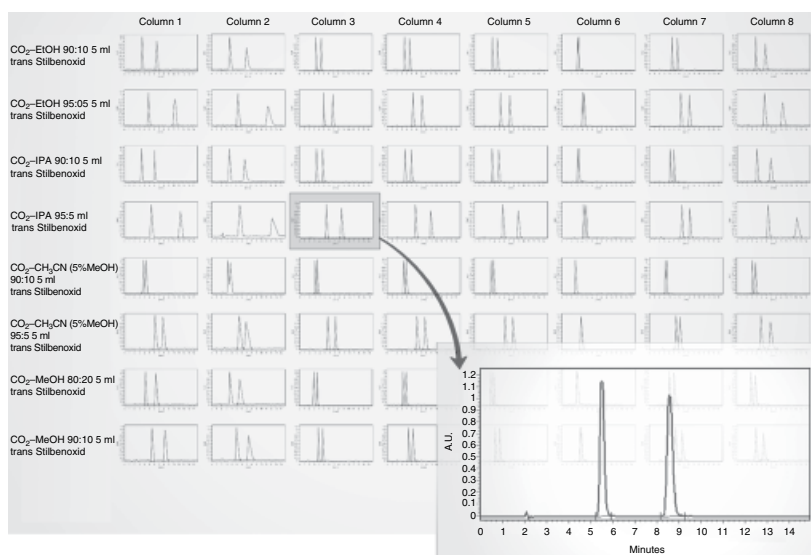 Column 1 Column 2 Column 3 Column 4 Column 5 Column 6 Column 7 Column 8
CO₂–EtOH 90:10 5 ml
trans Stilbenoxid
CO₂–EtOH 95:05 5 ml
trans Stilbenoxid
CO₂–IPA 90:10 5 ml
trans Stilbenoxid
CO₂–IPA 95:5 ml
trans Stilbenoxid
CO₂–CH₃CN (5%MeOH)
90:10 5 ml
trans Stilbenoxid
CO₂–CH₃CN (5%MeOH)
95:5 5 ml
trans Stilbenoxid
CO₂–MeOH 80:20 5 ml
trans Stilbenoxid
CO₂–MeOH 90:10 5 ml
trans Stilbenoxid
1.2
1.1
1
0.9
0.8
0.7
0.6
0.5
0.4
0.3
0.2
0.1
0
A.U.
0 1 2 3 4 5 6 7 8 9 10 11 12 13 14
Minutes